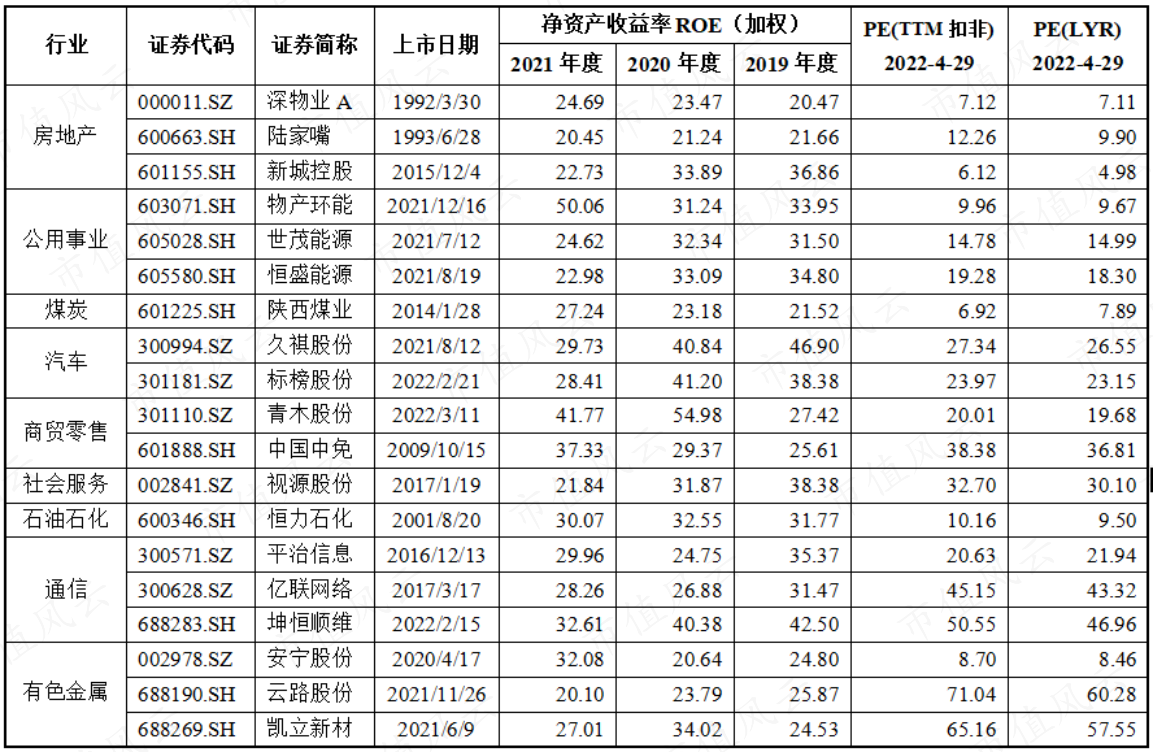 行业 证券代码 证券简称 上市日期 净资产收益率 ROE（加权） PE(TTM 扣非) PE(LYR)
2021 年度 2020 年度 2019 年度 2022-4-29 2022-4-29
房地产 000011.SZ 深物业 A 1992/3/30 24.69 23.47 20.47 7.12 7.11
600663.SH 陆家嘴 1993/6/28 20.45 21.24 21.66 12.26 9.90
601155.SH 新城控股 2015/12/4 22.73 33.89 36.86 6.12 4.98
公用事业 603071.SH 物产环能 2021/12/16 50.06 31.24 33.95 9.96 9.67
605028.SH 世茂能源 2021/7/12 24.62 32.34 31.50 14.78 14.99
605580.SH 恒盛能源 2021/8/19 22.98 33.09 34.80 19.28 18.30
煤炭 601225.SH 陕西煤业 2014/1/28 27.24 23.18 21.52 6.92 7.89
汽车 300994.SZ 久祺股份 2021/8/12 29.73 40.84 46.90 27.34 26.55
301181.SZ 标榜股份 2022/2/21 28.41 41.20 38.38 23.97 23.15
商贸零售 301110.SZ 青木股份 2022/3/11 41.77 54.98 27.42 20.01 19.68
601888.SH 中国中免 2009/10/15 37.33 29.37 25.61 38.38 36.81
社会服务 002841.SZ 视源股份 2017/1/19 21.84 31.87 38.38 32.70 30.10
石油石化 600346.SH 恒力石化 2001/8/20 30.07 32.55 31.77 10.16 9.50
通信 300571.SZ 平治信息 2016/12/13 29.96 24.75 35.37 20.63 21.94
300628.SZ 亿联网络 2017/3/17 28.26 26.88 31.47 45.15 43.32
688283.SH 坤恒顺维 2022/2/15 32.61 40.38 42.50 50.55 46.96
有色金属 002978.SZ 安宁股份 2020/4/17 32.08 20.64 24.80 8.70 8.46
688190.SH 云路股份 2021/11/26 20.10 23.79 25.87 71.04 60.28
688269.SH 凯立新材 2021/6/9 27.01 34.02 24.53 65.16 57.55
市值风云